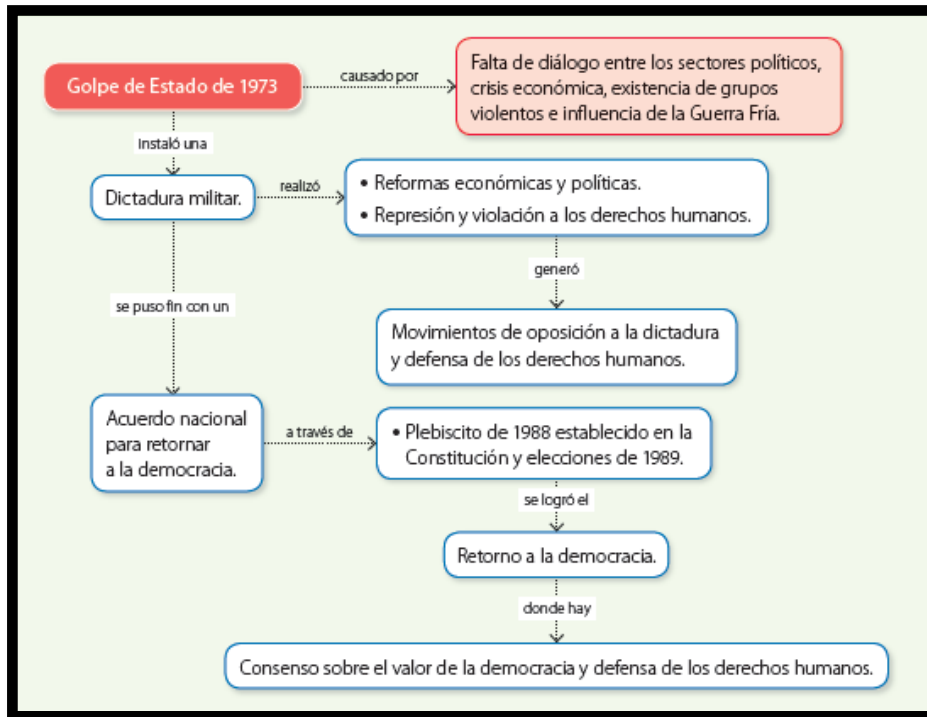 Golpe de Estado de 1973
causado por
Falta de diálogo entre los sectores políticos,
crisis económica, existencia de grupos
violentos e influencia de la Guerra Fría.
Instaló una
Dictadura militar.
realizó
• Reformas económicas y políticas.
• Represión y violación a los derechos humanos.
generó
Movimientos de oposición a la dictadura
y defensa de los derechos humanos.
se puso fin con un
Acuerdo nacional
para retornar
a la democracia.
a través de
• Plebiscito de 1988 establecido en la
Constitución y elecciones de 1989.
se logró el
Retorno a la democracia.
donde hay
Consenso sobre el valor de la democracia y defensa de los derechos humanos.